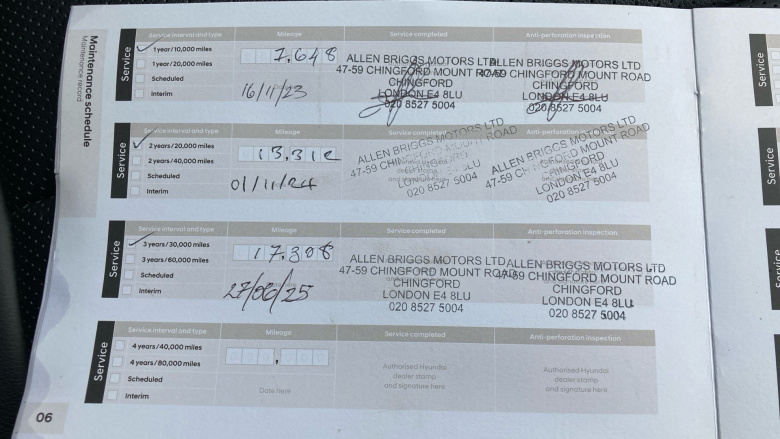 Maintenance schedule
Maintenance record
Service
Service interval and type
Mileage
Service completed
Anti-perforation inspection
1 year/10,000 miles
1 year/20,000 miles
Scheduled
Interim
7,648
16/11/23
ALLEN BRIGGS MOTORS LTD
47-59 CHINGFORD MOUNT ROAD
CHINGFORD
LONDON E4 8LU
020 8527 5004
ALLEN BRIGGS MOTORS LTD
47-59 CHINGFORD MOUNT ROAD
CHINGFORD
LONDON E4 8LU
020 8527 5004
Service
Service interval and type
Mileage
Service completed
Anti-perforation inspection
2 years/20,000 miles
2 years/40,000 miles
Scheduled
Interim
13,312
01/11/24
ALLEN BRIGGS MOTORS LTD
47-59 CHINGFORD MOUNT ROAD
CHINGFORD
LONDON E4 8LU
020 8527 5004
ALLEN BRIGGS MOTORS LTD
47-59 CHINGFORD MOUNT ROAD
CHINGFORD
LONDON E4 8LU
020 8527 5004
Service
Service interval and type
Mileage
Service completed
Anti-perforation inspection
3 years/30,000 miles
3 years/60,000 miles
Scheduled
Interim
17,308
27/06/25
ALLEN BRIGGS MOTORS LTD
47-59 CHINGFORD MOUNT ROAD
CHINGFORD
LONDON E4 8LU
020 8527 5004
ALLEN BRIGGS MOTORS LTD
47-59 CHINGFORD MOUNT ROAD
CHINGFORD
LONDON E4 8LU
020 8527 5004
Service
Service interval and type
Mileage
Service completed
Anti-perforation inspection
4 years/40,000 miles
4 years/80,000 miles
Scheduled
Interim
Date here
Authorised Hyundai
dealer stamp
and signature here
Authorised Hyundai
dealer stamp
and signature here
06
Service
Service
Service